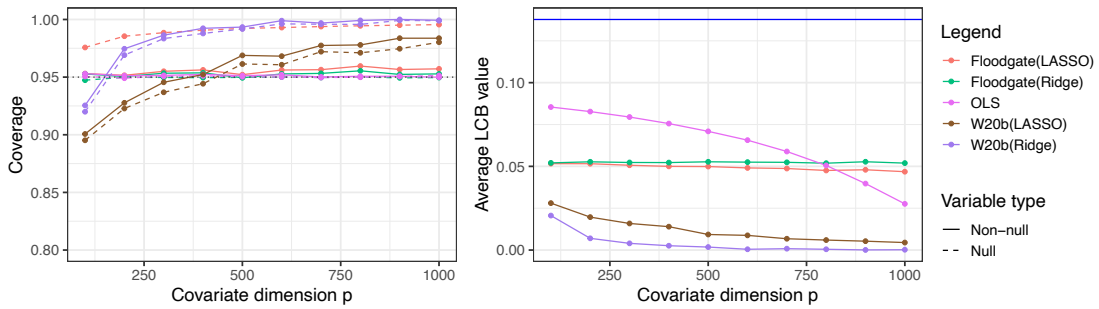 Coverage
1.00
0.95
0.90
0.85
0.80
250
500
750
1000
Covariate dimension p
Average LCB value
0.10
0.05
0.00
250
500
750
1000
Covariate dimension p
Legend
Floodgate(LASSO)
Floodgate(Ridge)
OLS
W20b(LASSO)
W20b(Ridge)
Variable type
Non−null
Null